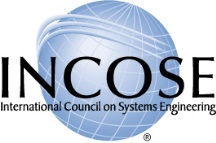 INCOSE
International Council on Systems Engineering
®